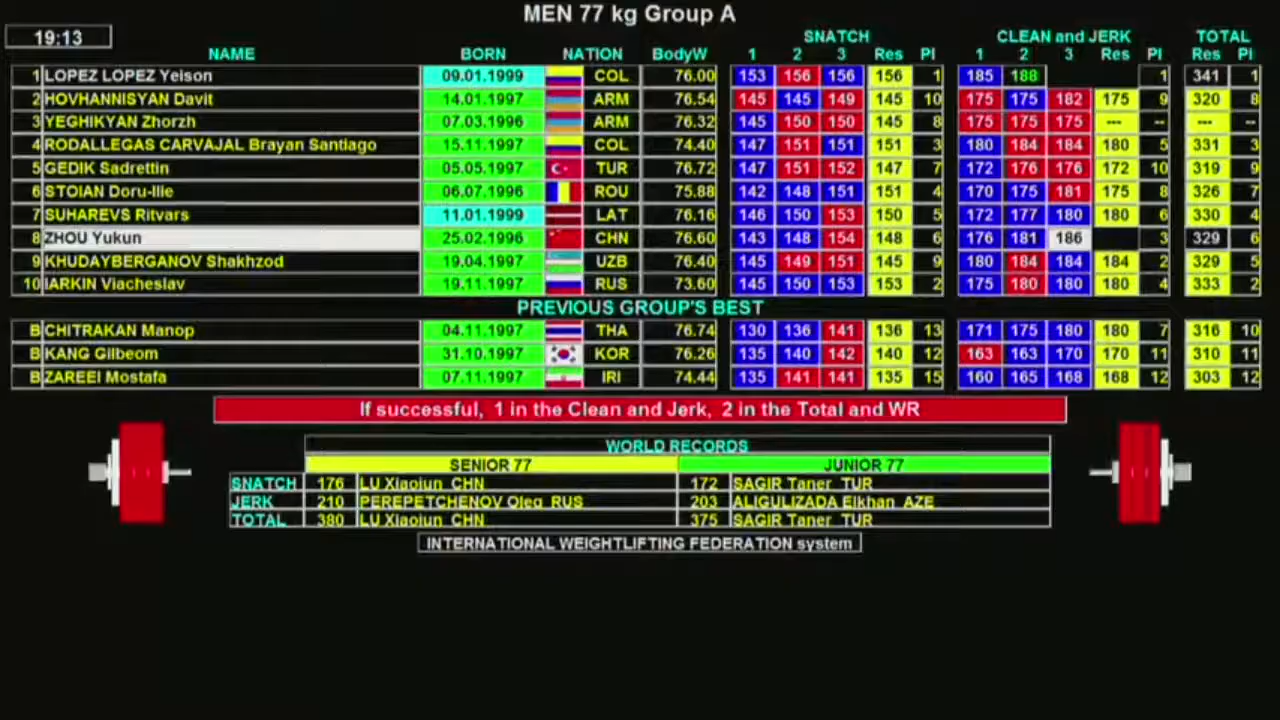 MEN 77 kg Group A
19:13
SNATCH CLEAN and JERK TOTAL
NAME BORN NATION BodyW 1 2 3 Res Pl 1 2 3 Res Pl Res Pl
1 LOPEZ LOPEZ Yeison 09.01.1999 COL 76.00 153 156 156 156 1 185 188 1 341 1
2 HOVHANNISYAN Davit 14.01.1997 ARM 76.54 145 145 149 145 10 175 175 182 175 9 320 8
3 YEGHIKYAN Zhorzh 07.03.1996 ARM 76.32 145 150 150 145 8 175 175 175 --- -- --- --
4 RODALLEGAS CARVAJAL Brayan Santiago 15.11.1997 COL 74.40 147 151 151 151 3 180 184 184 180 5 331 3
5 GEDIK Sadrettin 05.05.1997 TUR 76.72 147 151 152 147 7 172 176 176 172 10 319 9
6 STOIAN Doru-Ilie 06.07.1996 ROU 75.88 142 148 151 151 4 170 175 181 175 8 326 7
7 SUHAREVS Ritvars 11.01.1999 LAT 76.16 146 150 153 150 5 172 177 180 180 6 330 4
8 ZHOU Yukun 25.02.1996 CHN 76.60 143 148 154 148 6 176 181 186 3 329 6
9 KHUDAYBERGANOV Shakhzod 19.04.1997 UZB 76.40 145 149 151 145 9 180 184 184 184 2 329 5
10 IARKIN Viacheslav 19.11.1997 RUS 73.60 145 150 153 153 2 175 180 180 180 4 333 2
PREVIOUS GROUP'S BEST
B CHITRAKAN Manop 04.11.1997 THA 76.74 130 136 141 136 13 171 175 180 180 7 316 10
B KANG Gilbeom 31.10.1997 KOR 76.26 135 140 142 140 12 163 163 170 170 11 310 11
B ZAREEI Mostafa 07.11.1997 IRI 74.44 135 141 141 135 15 160 165 168 168 12 303 12
If successful, 1 in the Clean and Jerk, 2 in the Total and WR
WORLD RECORDS
SENIOR 77 JUNIOR 77
SNATCH 176 LU Xiaojun CHN 172 SAGIR Taner TUR
JERK 210 PEREPETCHENOV Oleg RUS 203 ALIGULIZADA Elkhan AZE
TOTAL 380 LU Xiaojun CHN 375 SAGIR Taner TUR
INTERNATIONAL WEIGHTLIFTING FEDERATION system